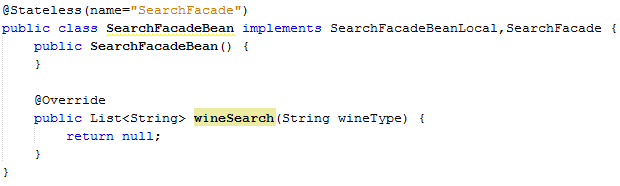 @Stateless(name="SearchFacade")
public class SearchFacadeBean implements SearchFacadeBeanLocal,SearchFacade {
    public SearchFacadeBean() {
    }

    @Override
    public List<String> wineSearch(String wineType) {
        return null;
    }
}